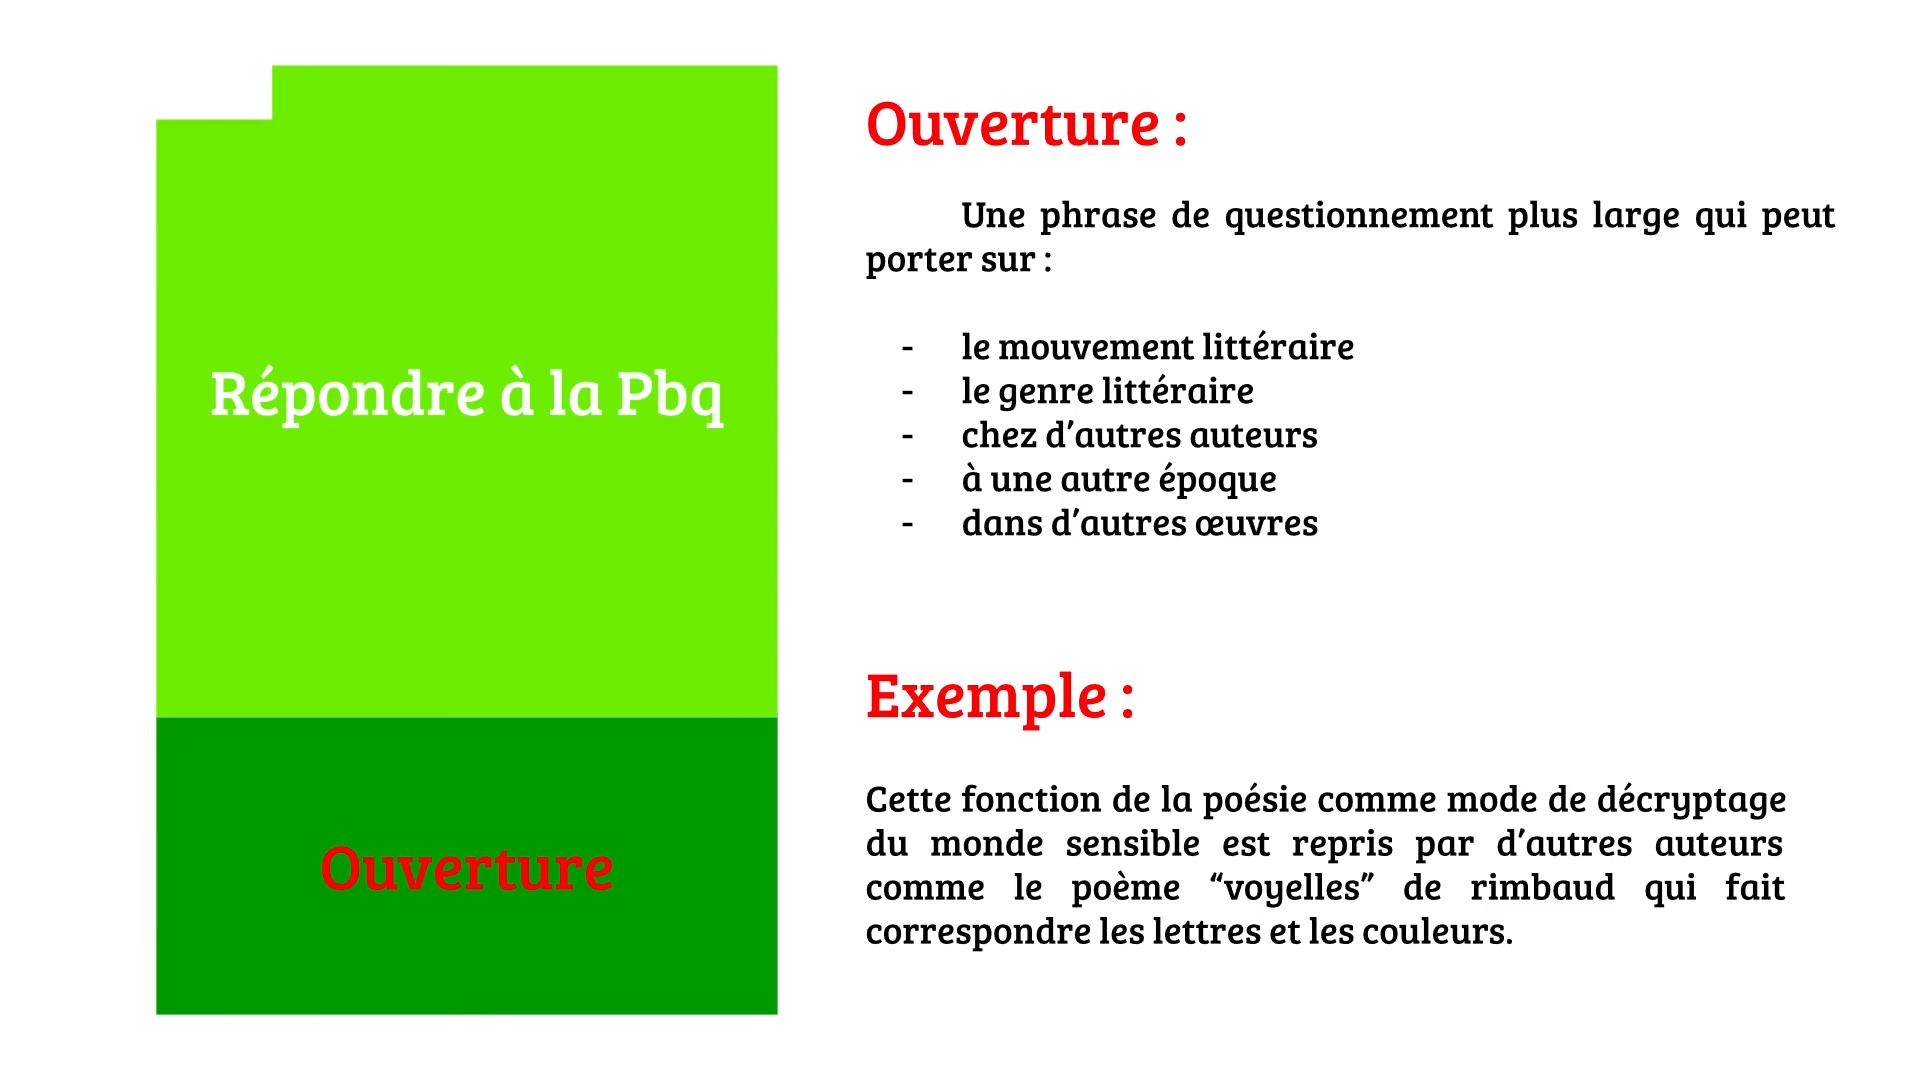 Répondre à la Pbq
Ouverture
Ouverture :
Une phrase de questionnement plus large qui peut
porter sur :
- le mouvement littéraire
- le genre littéraire
- chez d’autres auteurs
- à une autre époque
- dans d’autres œuvres
Exemple :
Cette fonction de la poésie comme mode de décryptage
du monde sensible est repris par d’autres auteurs
comme le poème “voyelles” de rimbaud qui fait
correspondre les lettres et les couleurs.